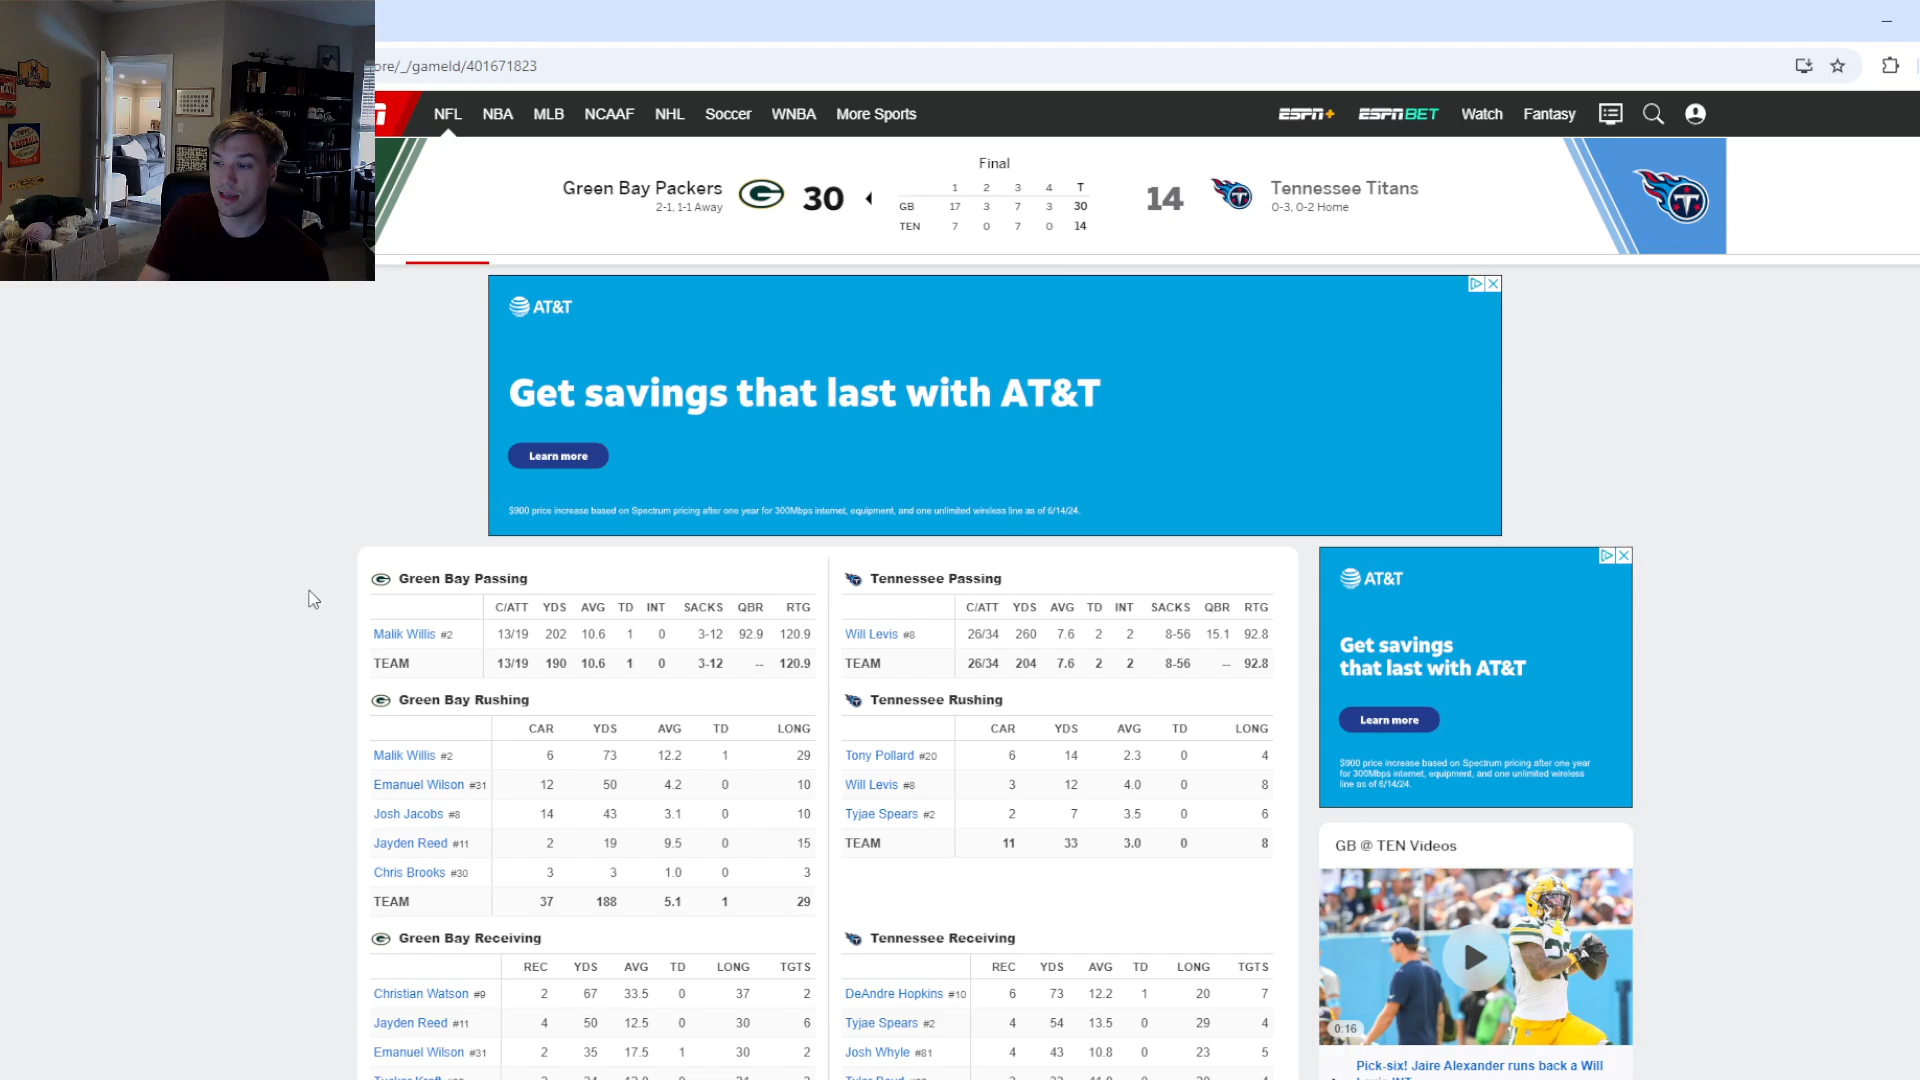 ore/_/gameId/401671823
NFL NBA MLB NCAAF NHL Soccer WNBA More Sports
ESPN+ ESPN BET Watch Fantasy
Final
Green Bay Packers
2-1, 1-1 Away
30
1 2 3 4 T
GB 17 3 7 3 30
TEN 7 0 7 0 14
14
Tennessee Titans
0-3, 0-2 Home
AT&T
Get savings that last with AT&T
Learn more
$900 price increase based on Spectrum pricing after one year for 300Mbps internet, equipment, and one unlimited wireless line as of 6/14/24.
Green Bay Passing
C/ATT YDS AVG TD INT SACKS QBR RTG
Malik Willis #2 13/19 202 10.6 1 0 3-12 92.9 120.9
TEAM 13/19 190 10.6 1 0 3-12 -- 120.9
Green Bay Rushing
CAR YDS AVG TD LONG
Malik Willis #2 6 73 12.2 1 29
Emanuel Wilson #31 12 50 4.2 0 10
Josh Jacobs #8 14 43 3.1 0 10
Jayden Reed #11 2 19 9.5 0 15
Chris Brooks #30 3 3 1.0 0 3
TEAM 37 188 5.1 1 29
Green Bay Receiving
REC YDS AVG TD LONG TGTS
Christian Watson #9 2 67 33.5 0 37 2
Jayden Reed #11 4 50 12.5 0 30 6
Emanuel Wilson #31 2 35 17.5 1 30 2
Tennessee Passing
C/ATT YDS AVG TD INT SACKS QBR RTG
Will Levis #8 26/34 260 7.6 2 2 8-56 15.1 92.8
TEAM 26/34 204 7.6 2 2 8-56 -- 92.8
Tennessee Rushing
CAR YDS AVG TD LONG
Tony Pollard #20 6 14 2.3 0 4
Will Levis #8 3 12 4.0 0 8
Tyjae Spears #2 2 7 3.5 0 6
TEAM 11 33 3.0 0 8
Tennessee Receiving
REC YDS AVG TD LONG TGTS
DeAndre Hopkins #10 6 73 12.2 1 20 7
Tyjae Spears #2 4 54 13.5 0 29 4
Josh Whyle #81 4 43 10.8 0 23 5
AT&T
Get savings
that last with AT&T
Learn more
$900 price increase based on Spectrum pricing after one year
for 300Mbps internet, equipment, and one unlimited wireless
line as of 6/14/24.
GB @ TEN Videos
0:16
Pick-six! Jaire Alexander runs back a Will